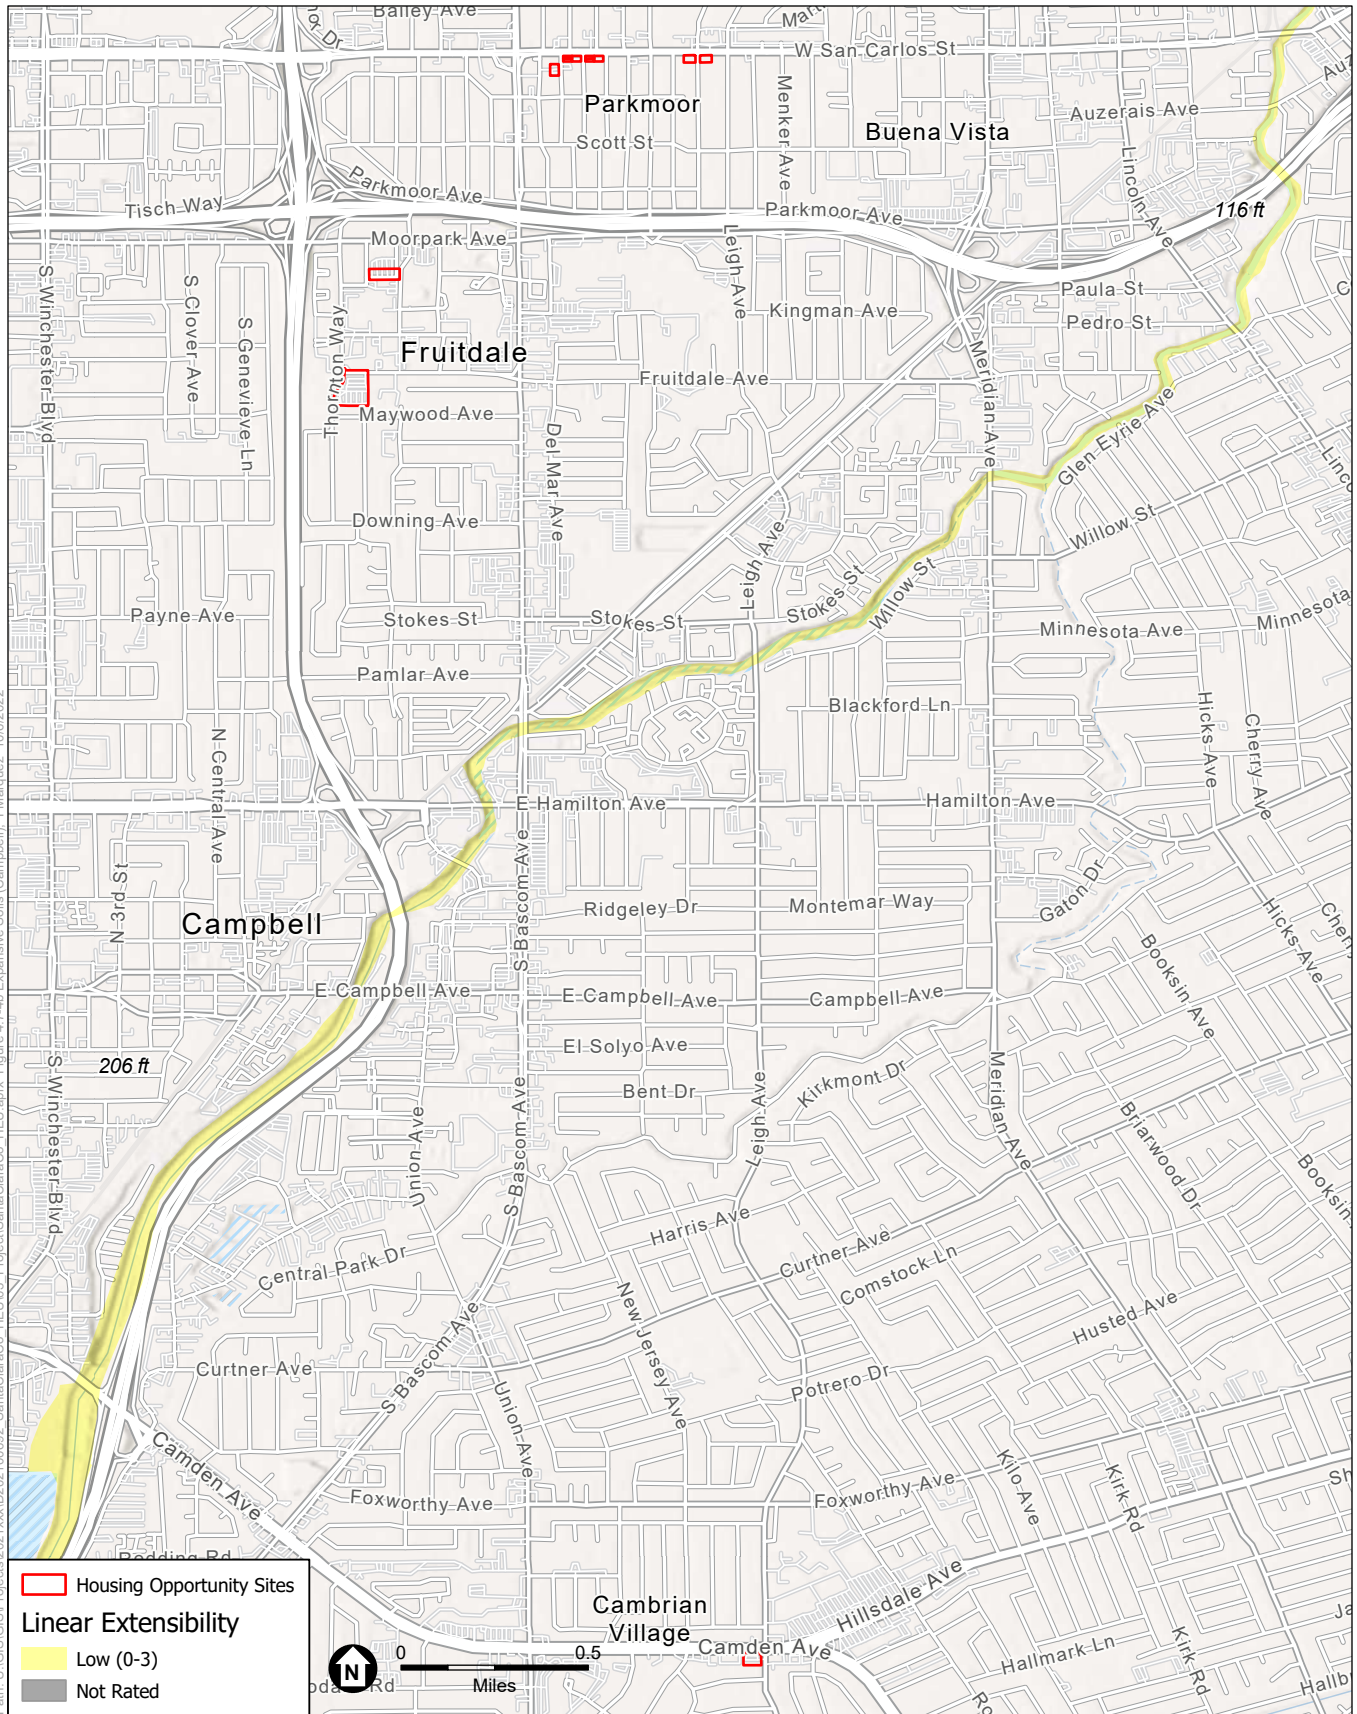 Bailey Ave
W San Carlos St
Parkmoor
Menker Ave
Buena Vista
Auzerais Ave
Scott St
Lincoln Ave
Parkmoor Ave
Tisch Way
Parkmoor Ave
116 ft
Moorpark Ave
Leigh Ave
S Winchester Blvd
S Clover Ave
S Genevieve Ln
Thornton Way
Paula St
Kingman Ave
Pedro St
Fruitdale
Meridian Ave
Fruitdale Ave
Maywood Ave
Glen Eyrie Ave
Del Mar Ave
Downing Ave
Willow St
Leigh Ave
Stokes St
Willow St
Payne Ave
Stokes St
Stokes St
Minnesota Ave
Minnesota
Pamlar Ave
Blackford Ln
Hicks Ave
Cherry Ave
N Central Ave
E Hamilton Ave
Hamilton Ave
N 3rd St
S Bascom Ave
Gaton Dr
Campbell
Ridgeley Dr
Montemar Way
Hicks Ave
Booksin Ave
E Campbell Ave
E Campbell Ave
Campbell Ave
El Solyo Ave
206 ft
S Winchester Blvd
Bent Dr
Kirkmont Dr
S Bascom Ave
Leigh Ave
Meridian Ave
Union Ave
Briarwood Dr
Booksin
Harris Ave
Curtner Ave
Central Park Dr
Comstock Ln
New Jersey Ave
Husted Ave
S Bascom Ave
Curtner Ave
Potrero Dr
Union Ave
Camden Ave
Kilo Ave
Kirk Rd
Foxworthy Ave
Foxworthy Ave
Hillsdale Ave
Cambrian
Village
Camden Ave
Hallmark Ln
Kirk Rd
Housing Opportunity Sites
Linear Extensibility
Low (0-3)
Not Rated
N
0 0.5
Miles